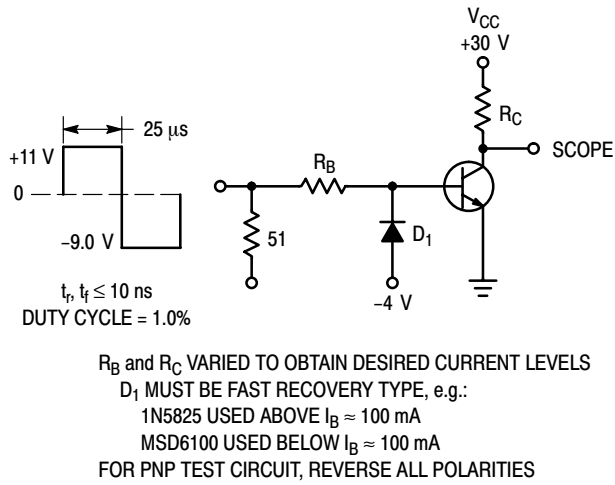 V_CC
+30 V
25 μs
R_C
+11 V
SCOPE
R_B
0
51
D_1
−9.0 V
−4 V
t_r, t_f ≤ 10 ns
DUTY CYCLE = 1.0%
R_B and R_C VARIED TO OBTAIN DESIRED CURRENT LEVELS
D_1 MUST BE FAST RECOVERY TYPE, e.g.:
1N5825 USED ABOVE I_B ≈ 100 mA
MSD6100 USED BELOW I_B ≈ 100 mA
FOR PNP TEST CIRCUIT, REVERSE ALL POLARITIES